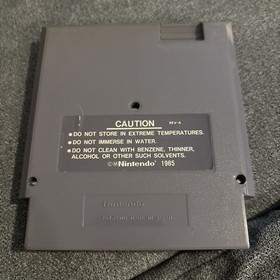 CAUTION REV-A
•DO NOT STORE IN EXTREME TEMPERATURES.
•DO NOT IMMERSE IN WATER.
•DO NOT CLEAN WITH BENZENE, THINNER,
ALCOHOL OR OTHER SUCH SOLVENTS.
©™Nintendo® 1985
Nintendo